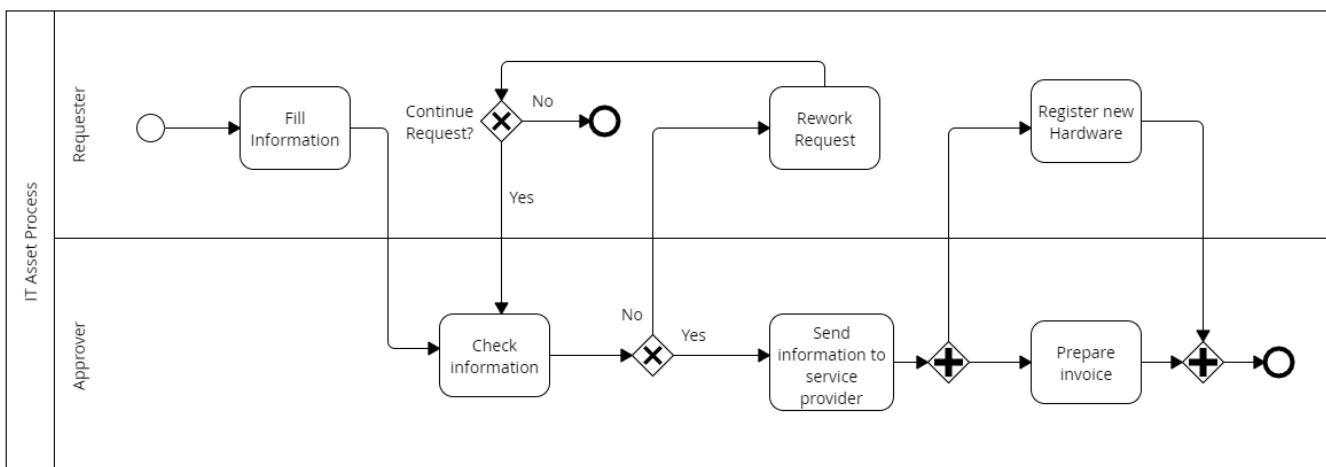 IT Asset Process
Requester
Fill
Information
Continue
Request?
No
Yes
Rework
Request
Register new
Hardware
Approver
Check
information
No
Yes
Send
information to
service
provider
Prepare
invoice